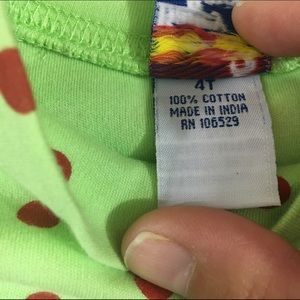 4T
100% COTTON
MADE IN INDIA
RN 106529